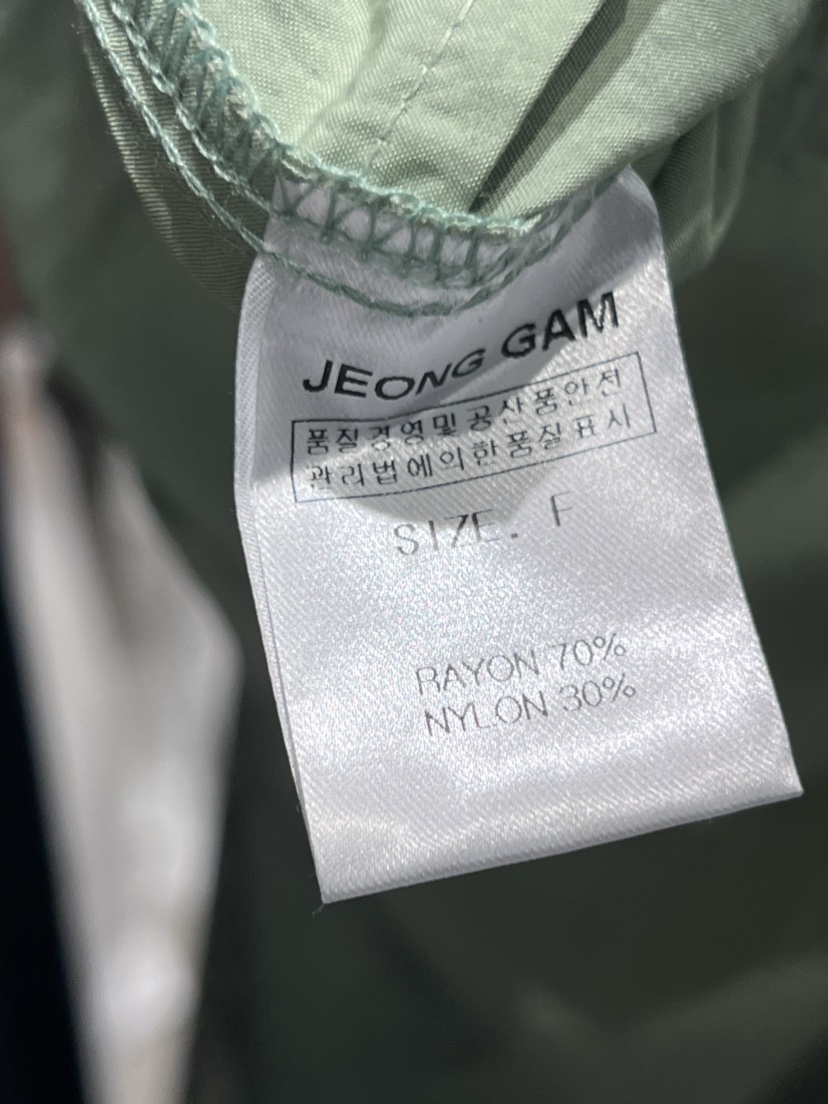 JEONG GAM
품질경영및공산품안전
관리법에의한품질표시
SIZE. F
RAYON 70%
NYLON 30%